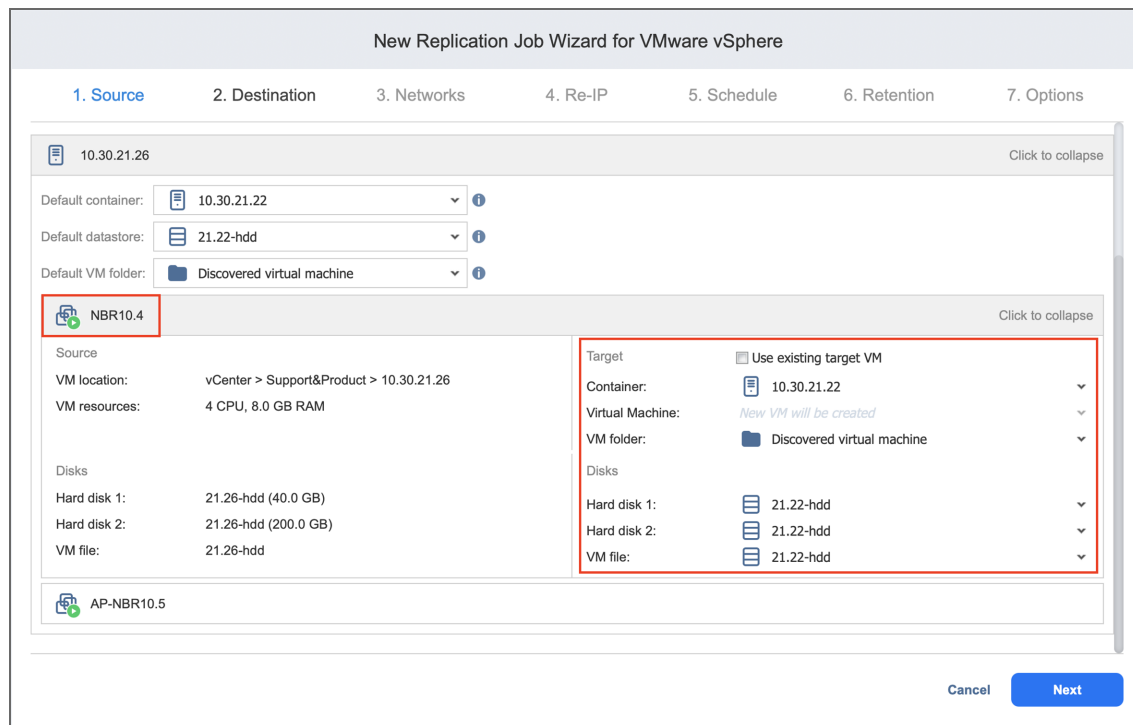 New Replication Job Wizard for VMware vSphere
1. Source 2. Destination 3. Networks 4. Re-IP 5. Schedule 6. Retention 7. Options
10.30.21.26 Click to collapse
Default container: 10.30.21.22
Default datastore: 21.22-hdd
Default VM folder: Discovered virtual machine
NBR10.4 Click to collapse
Source
VM location: vCenter > Support&Product > 10.30.21.26
VM resources: 4 CPU, 8.0 GB RAM
Disks
Hard disk 1: 21.26-hdd (40.0 GB)
Hard disk 2: 21.26-hdd (200.0 GB)
VM file: 21.26-hdd
Target Use existing target VM
Container: 10.30.21.22
Virtual Machine: New VM will be created
VM folder: Discovered virtual machine
Disks
Hard disk 1: 21.22-hdd
Hard disk 2: 21.22-hdd
VM file: 21.22-hdd
AP-NBR10.5
Cancel Next